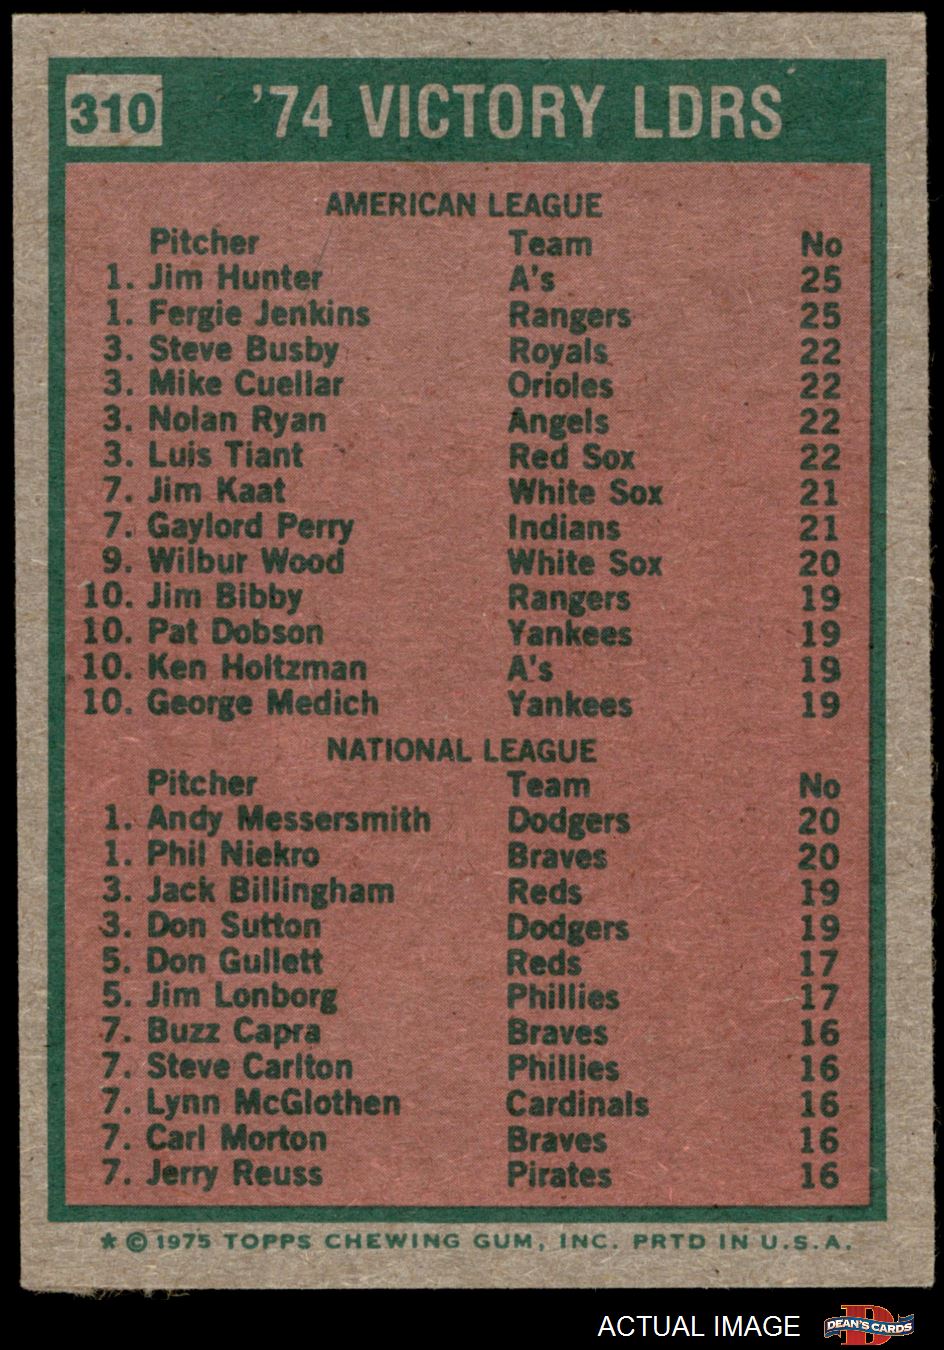 310 '74 VICTORY LDRS
AMERICAN LEAGUE
Pitcher Team No
1. Jim Hunter A's 25
1. Fergie Jenkins Rangers 25
3. Steve Busby Royals 22
3. Mike Cuellar Orioles 22
3. Nolan Ryan Angels 22
3. Luis Tiant Red Sox 22
7. Jim Kaat White Sox 21
7. Gaylord Perry Indians 21
9. Wilbur Wood White Sox 20
10. Jim Bibby Rangers 19
10. Pat Dobson Yankees 19
10. Ken Holtzman A's 19
10. George Medich Yankees 19
NATIONAL LEAGUE
Pitcher Team No
1. Andy Messersmith Dodgers 20
1. Phil Niekro Braves 20
3. Jack Billingham Reds 19
3. Don Sutton Dodgers 19
5. Don Gullett Reds 17
5. Jim Lonborg Phillies 17
7. Buzz Capra Braves 16
7. Steve Carlton Phillies 16
7. Lynn McGlothen Cardinals 16
7. Carl Morton Braves 16
7. Jerry Reuss Pirates 16
* © 1975 TOPPS CHEWING GUM, INC. PRTD IN U.S.A.
ACTUAL IMAGE D DEAN'S CARDS